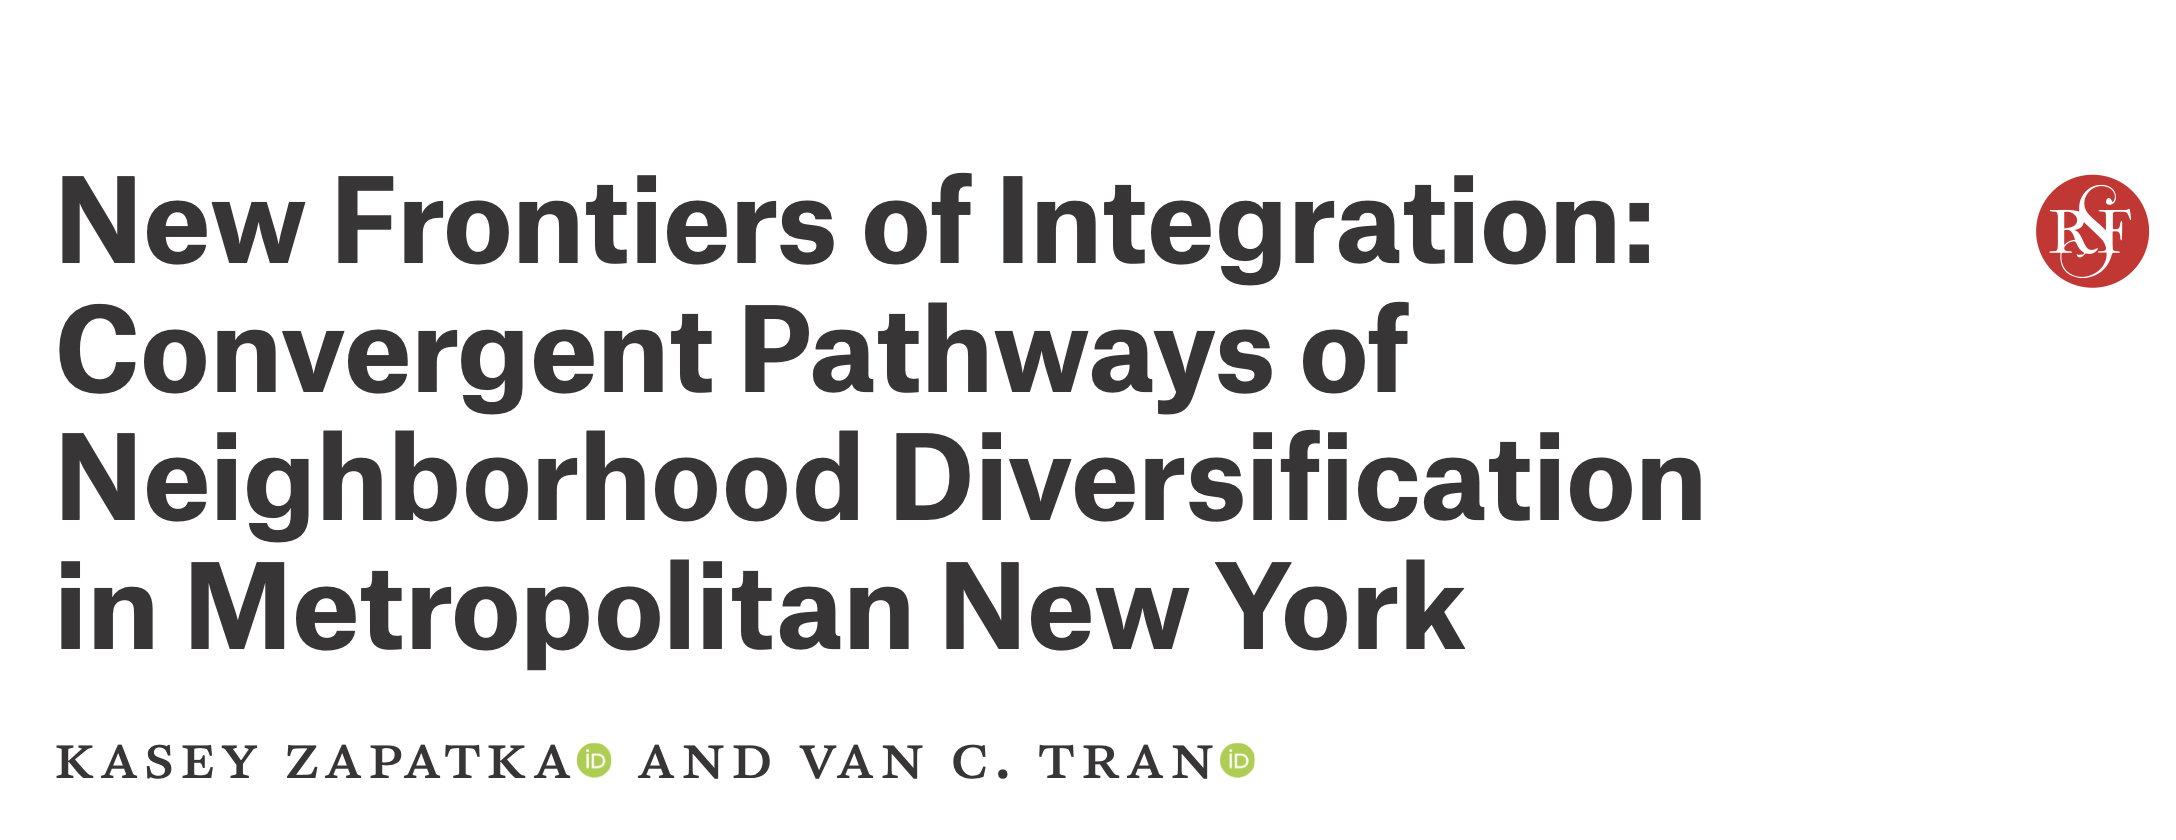 New Frontiers of Integration:
RSF
Convergent Pathways of
Neighborhood Diversification
in Metropolitan New York
KASEY ZAPATKA iD AND VAN C. TRAN iD